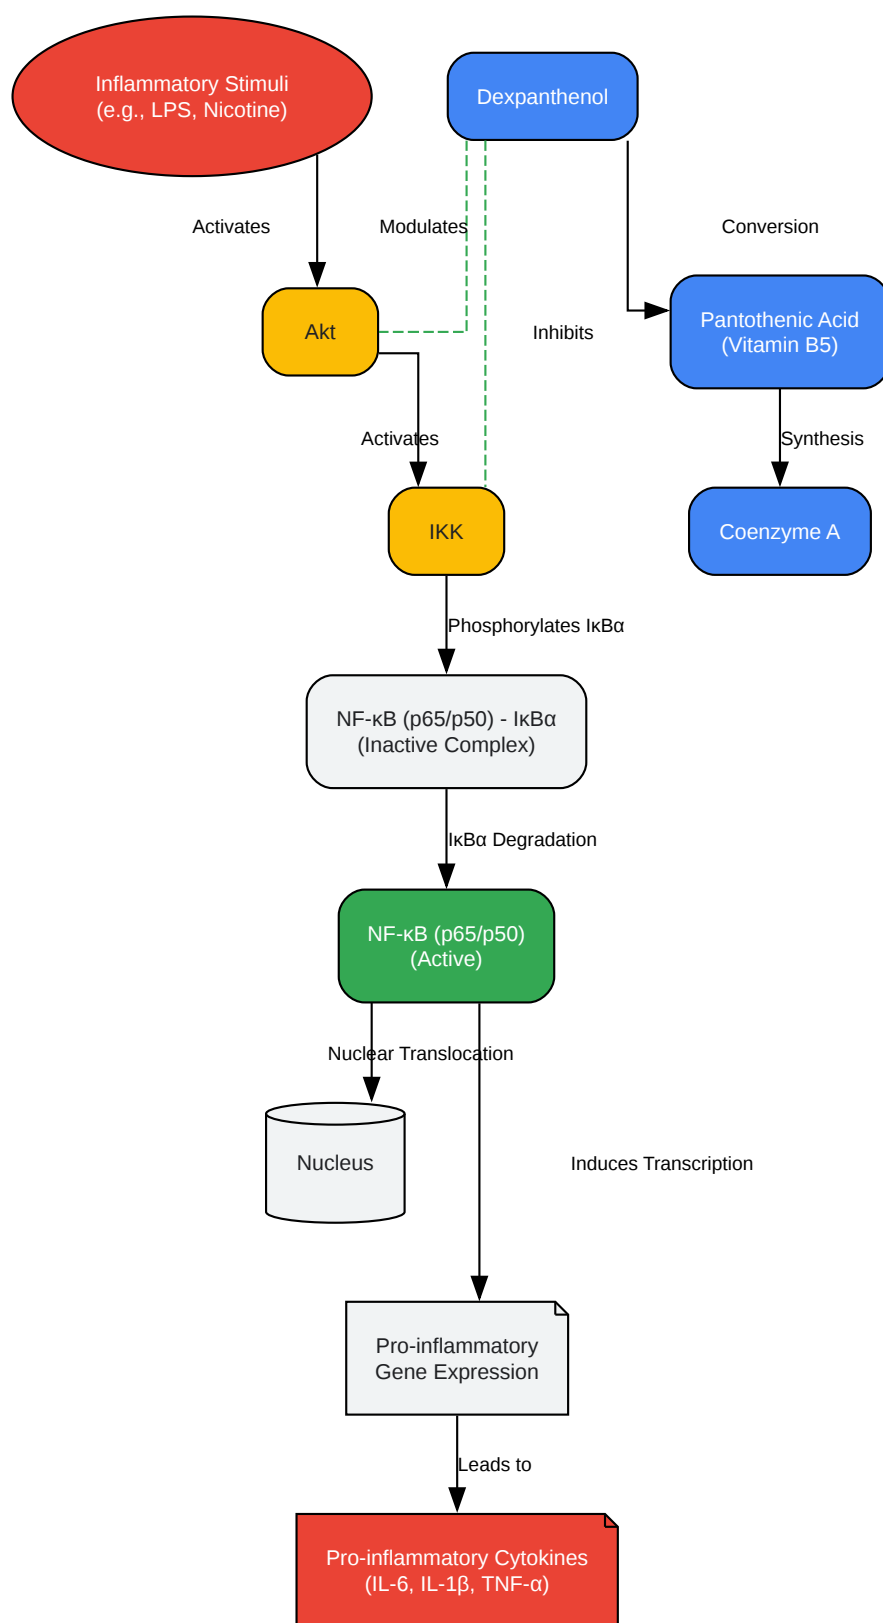 Inflammatory Stimuli
(e.g., LPS, Nicotine)
Dexpanthenol
Activates
Modulates
Conversion
Akt
Inhibits
Pantothenic Acid
(Vitamin B5)
Activates
Synthesis
IKK
Coenzyme A
Phosphorylates IκBα
NF-κB (p65/p50) - IκBα
(Inactive Complex)
IκBα Degradation
NF-κB (p65/p50)
(Active)
Nuclear Translocation
Nucleus
Induces Transcription
Pro-inflammatory
Gene Expression
Leads to
Pro-inflammatory Cytokines
(IL-6, IL-1β, TNF-α)